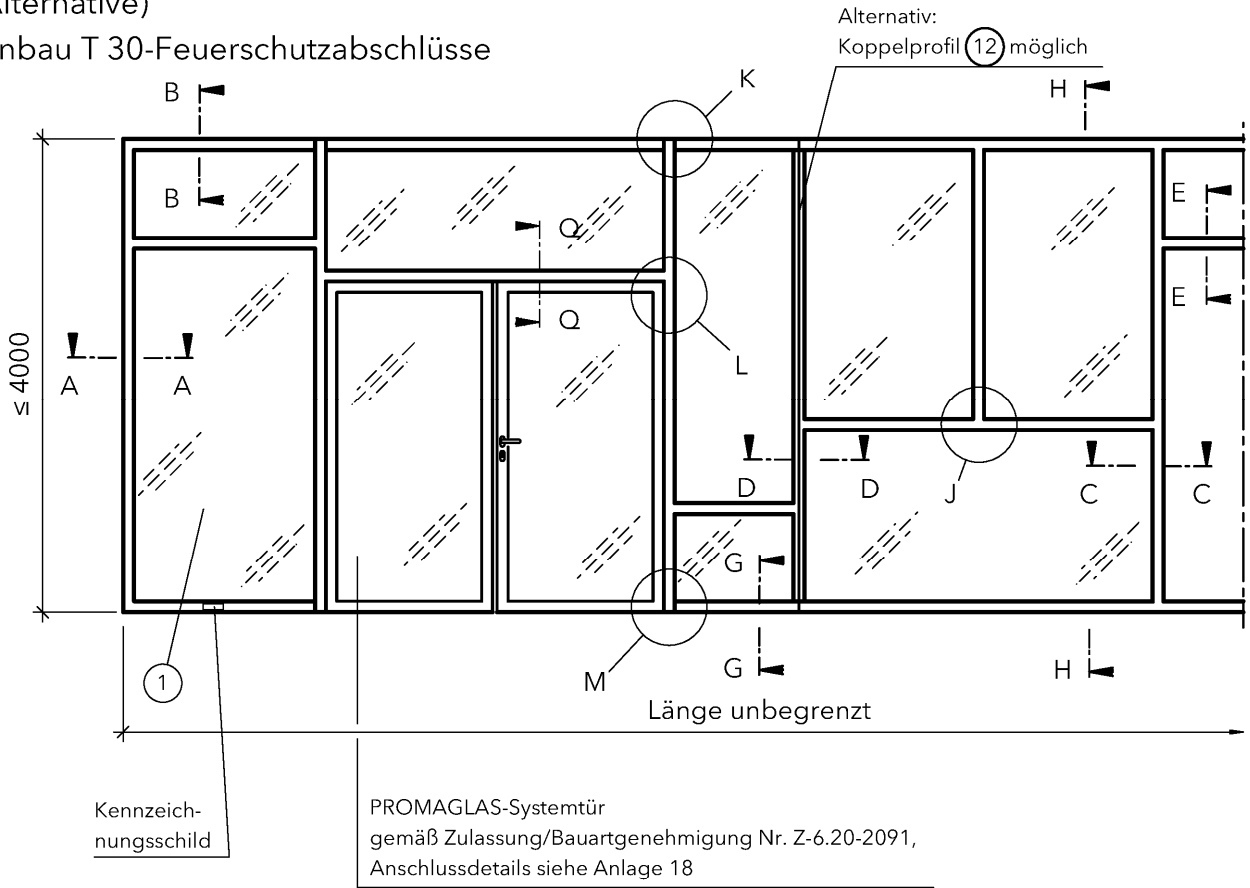 Alternative)
nbau T 30-Feuerschutzabschlüsse
Alternativ:
Koppelprofil 12 möglich
B
K
H
B
Q
E
Q
E
≤ 4000
A
A
L
D
D
J
C
C
G
1
M
G
H
Länge unbegrenzt
Kennzeich-
nungsschild
PROMAGLAS-Systemtür
gemäß Zulassung/Bauartgenehmigung Nr. Z-6.20-2091,
Anschlussdetails siehe Anlage 18